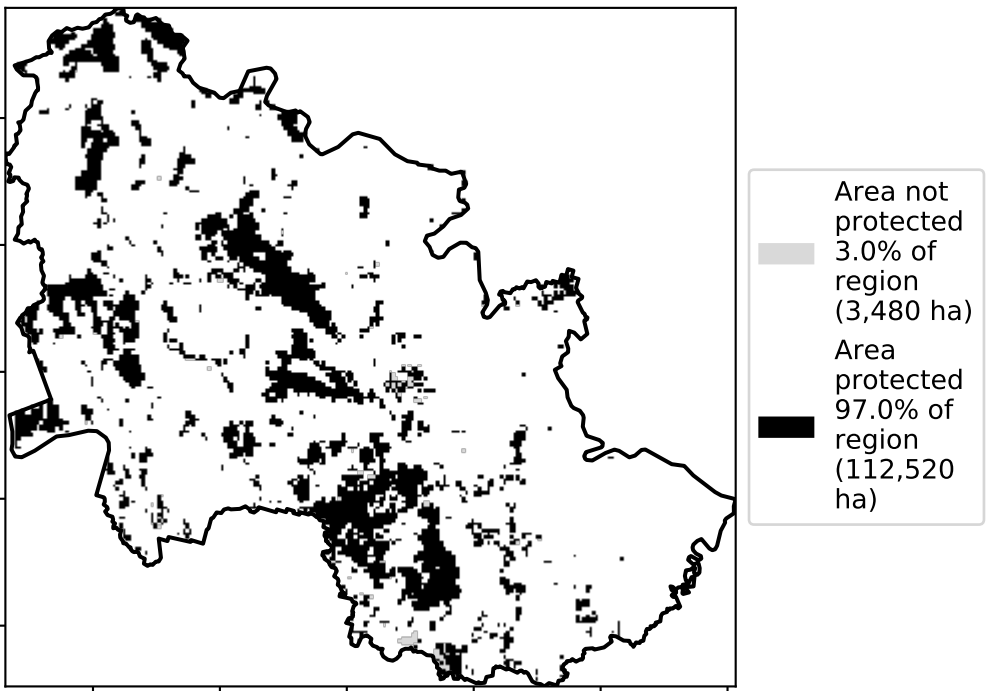 Area not
protected
3.0% of
region
(3,480 ha)
Area
protected
97.0% of
region
(112,520
ha)